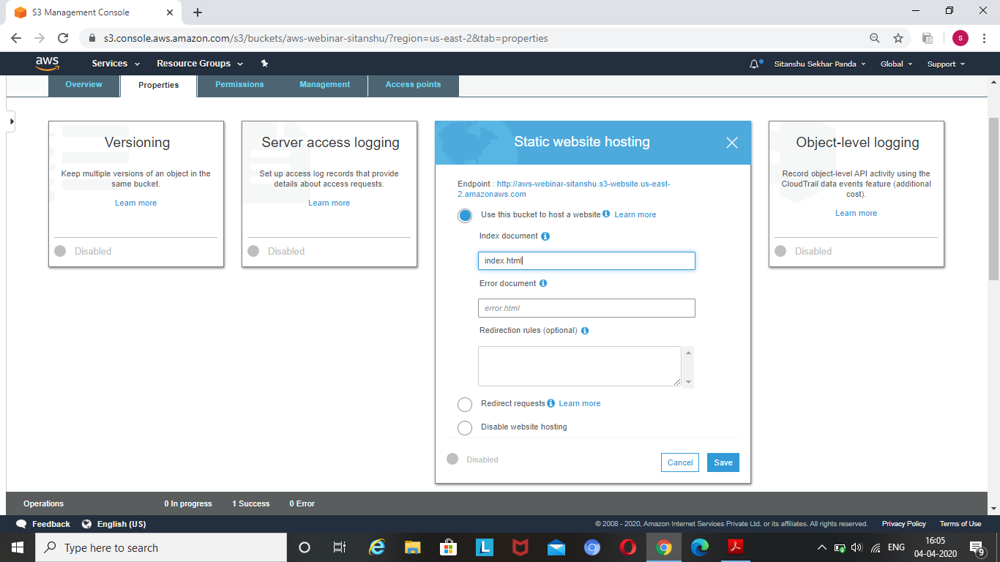 S3 Management Console
s3.console.aws.amazon.com/s3/buckets/aws-webinar-sitanshu/?region=us-east-2&tab=properties
S
aws
Services
Resource Groups
Sitanshu Sekhar Panda
Global
Support
Overview
Properties
Permissions
Management
Access points
Versioning
Keep multiple versions of an object in the
same bucket.
Learn more
Disabled
Server access logging
Set up access log records that provide
details about access requests.
Learn more
Disabled
Static website hosting
Endpoint : http://aws-webinar-sitanshu.s3-website.us-east-
2.amazonaws.com
Use this bucket to host a website Learn more
Index document
index.html
Error document
error.html
Redirection rules (optional)
Redirect requests Learn more
Disable website hosting
Disabled
Cancel
Save
Object-level logging
Record object-level API activity using the
CloudTrail data events feature (additional
cost).
Learn more
Disabled
Operations
0 In progress
1 Success
0 Error
Feedback
English (US)
© 2008 - 2020, Amazon Internet Services Private Ltd. or its affiliates. All rights reserved.
Privacy Policy
Terms of Use
Type here to search
L
ENG
16:05
04-04-2020
9